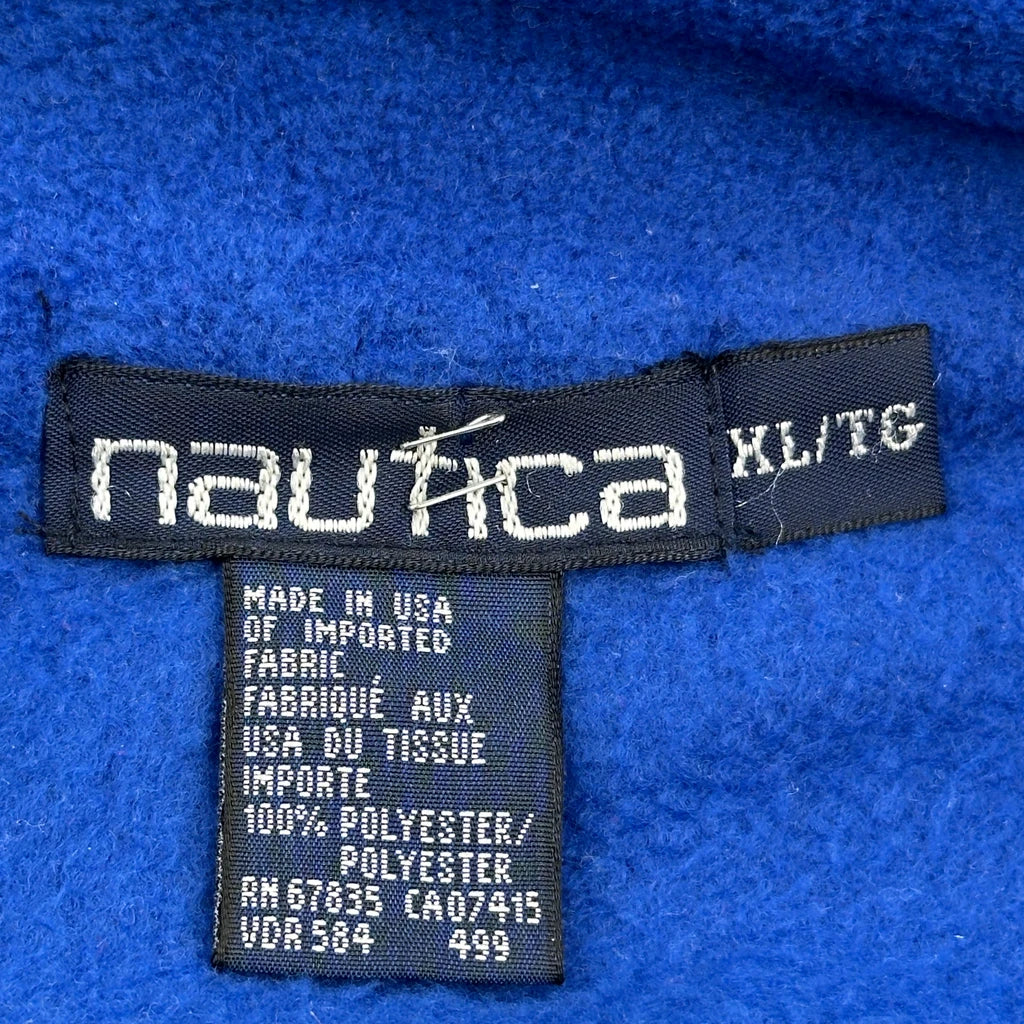 nautica
XL/TG
MADE IN USA
OF IMPORTED
FABRIC
FABRIQUÉ AUX
USA DU TISSUE
IMPORTE
100% POLYESTER/
POLYESTER
RN 67835 CA07415
VDR 584 499